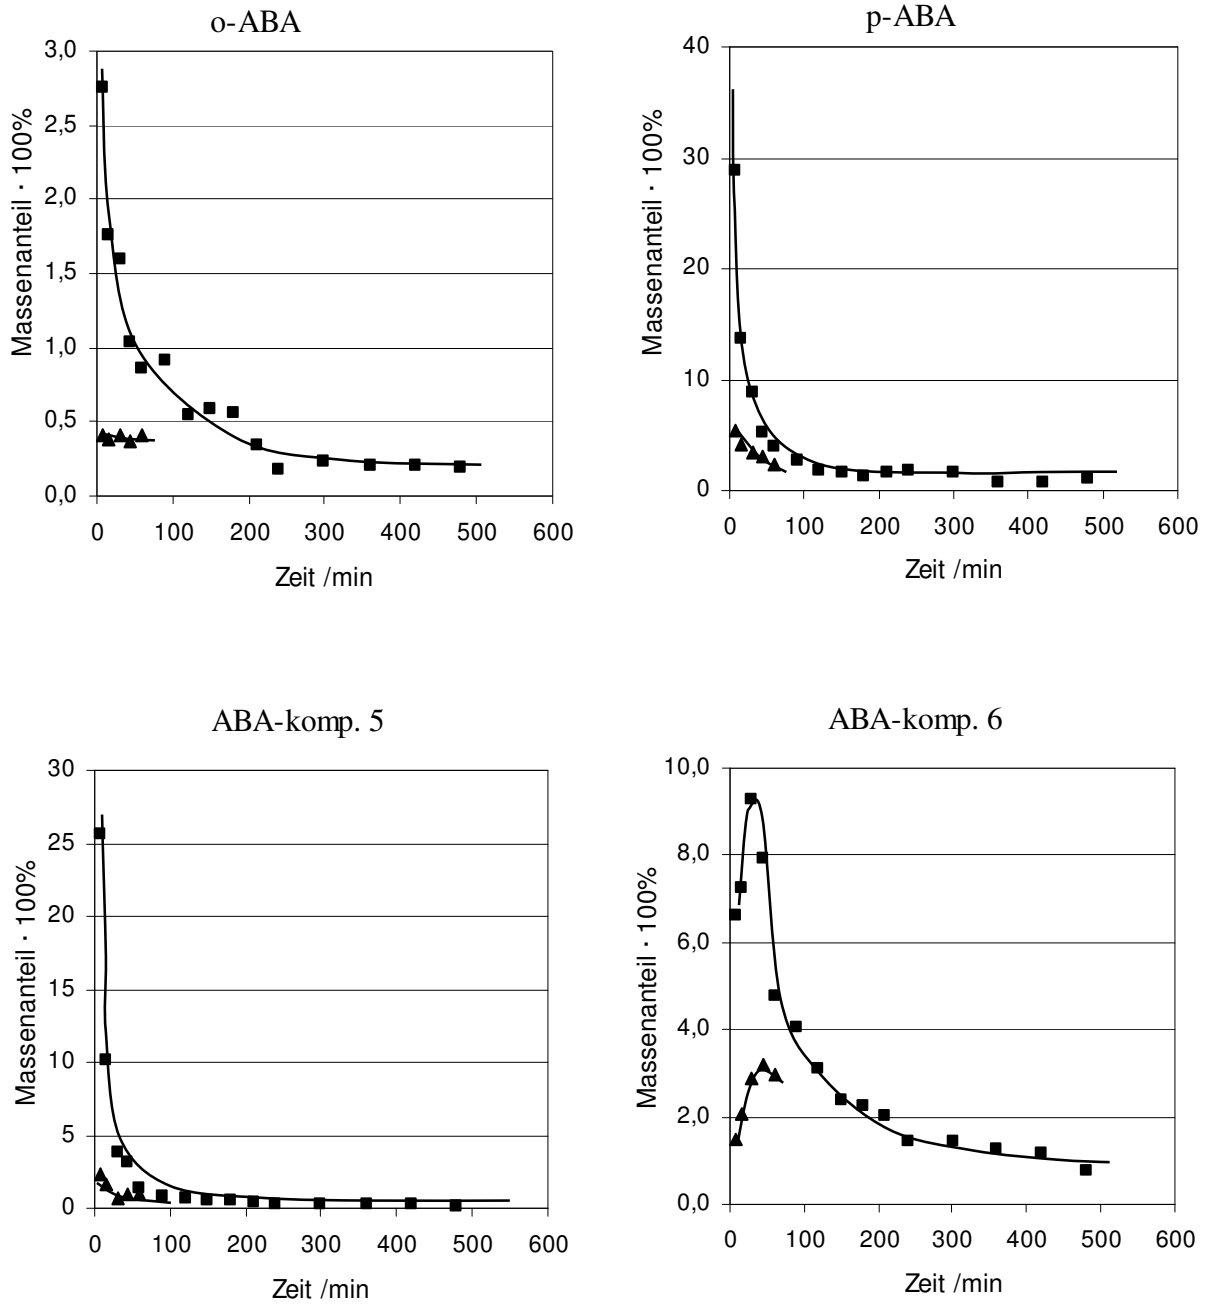 o-ABA
3,0
2,5
2,0
1,5
1,0
0,5
0,0
Massenanteil · 100%
0 100 200 300 400 500 600
Zeit /min
p-ABA
40
30
20
10
0
Massenanteil · 100%
0 100 200 300 400 500 600
Zeit /min
ABA-komp. 5
30
25
20
15
10
5
0
Massenanteil · 100%
0 100 200 300 400 500 600
Zeit /min
ABA-komp. 6
10,0
8,0
6,0
4,0
2,0
0,0
Massenanteil · 100%
0 100 200 300 400 500 600
Zeit /min